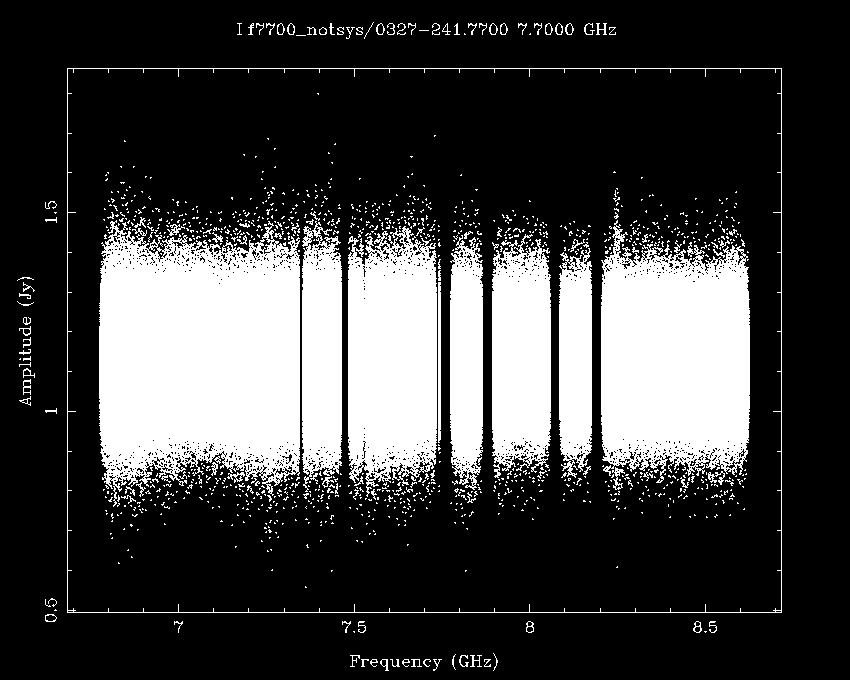 I f7700_notsys/0327-241.7700 7.7000 GHz
1.5
Amplitude (Jy)
1
0.5
7 7.5 8 8.5
Frequency (GHz)